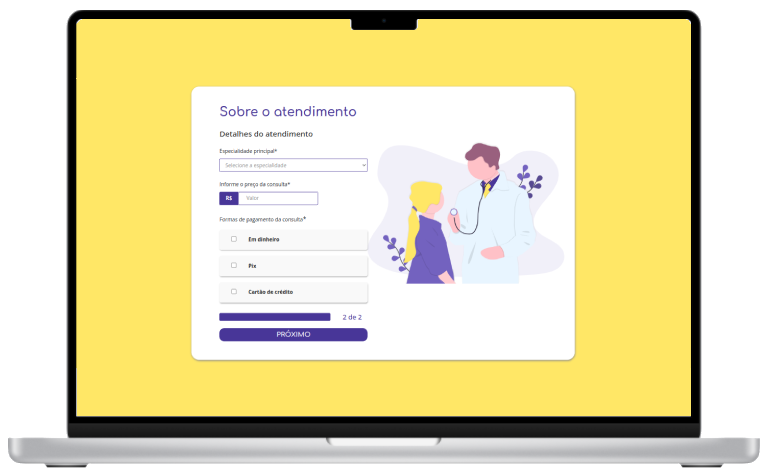 Sobre o atendimento
Detalhes do atendimento
Especialidade principal*
Selecione a especialidade
Informe o preço da consulta*
R$ Valor
Formas de pagamento da consulta*
Em dinheiro
Pix
Cartão de crédito
2 de 2
PRÓXIMO